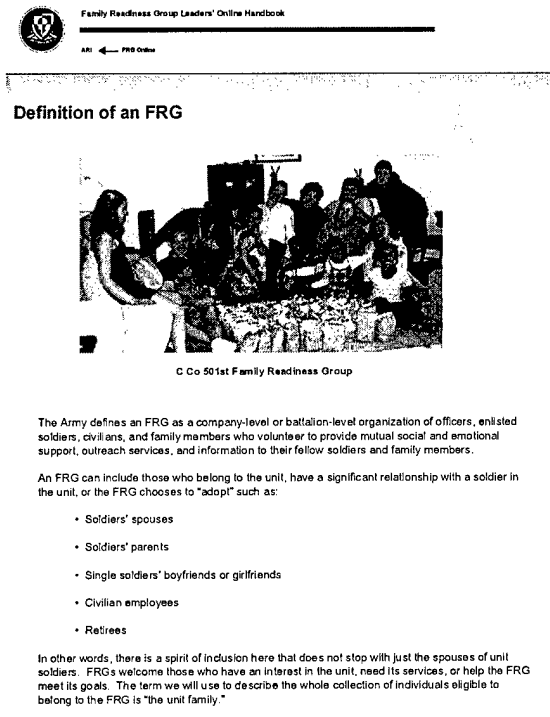 Family Readiness Group Leaders' Online Handbook
ARI FRG Online
Definition of an FRG
C Co 501st Family Readiness Group
The Army defines an FRG as a company-level or battalion-level organization of officers, enlisted
soldiers, civilians, and family members who volunteer to provide mutual social and emotional
support, outreach services, and information to their fellow soldiers and family members.
An FRG can include those who belong to the unit, have a significant relationship with a soldier in
the unit, or the FRG chooses to "adopt" such as:
• Soldiers' spouses
• Soldiers' parents
• Single soldiers' boyfriends or girlfriends
• Civilian employees
• Retirees
In other words, there is a spirit of inclusion here that does not stop with just the spouses of unit
soldiers. FRGs welcome those who have an interest in the unit, need its services, or help the FRG
meet its goals. The term we will use to describe the whole collection of individuals eligible to
belong to the FRG is "the unit family."